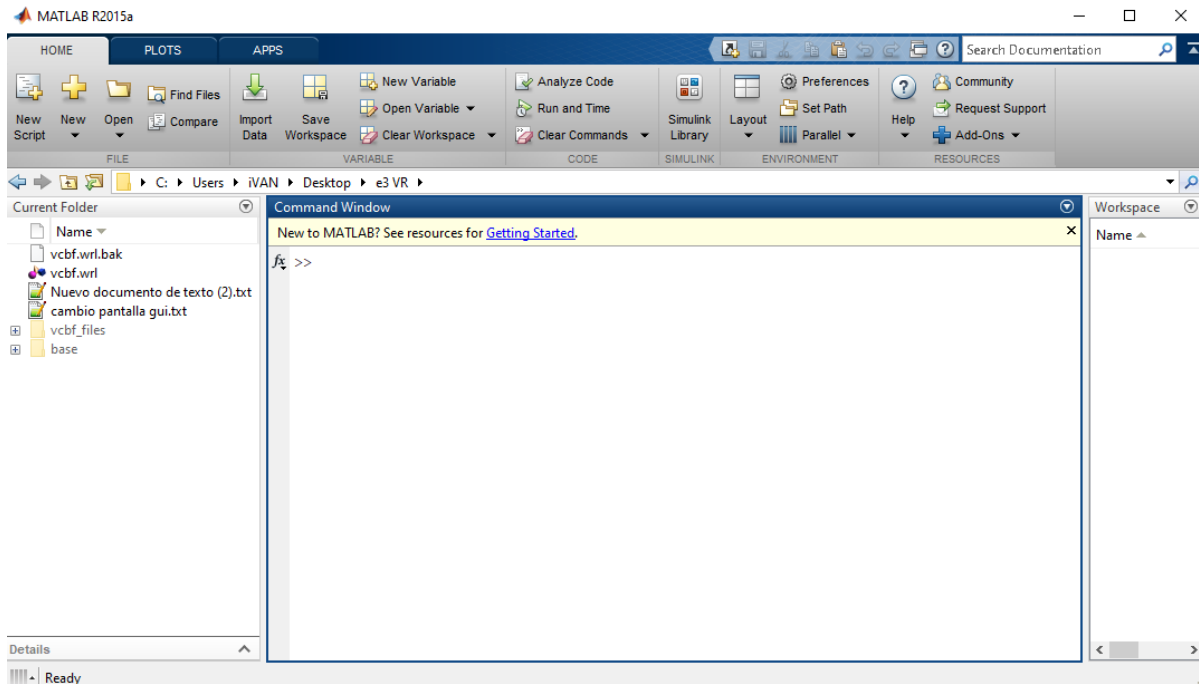 MATLAB R2015a
HOME PLOTS APPS
Search Documentation
New Script
New
Open
Find Files
Compare
Import Data
Save Workspace
New Variable
Open Variable
Clear Workspace
Analyze Code
Run and Time
Clear Commands
Simulink Library
Layout
Preferences
Set Path
Parallel
Help
Community
Request Support
Add-Ons
FILE VARIABLE CODE SIMULINK ENVIRONMENT RESOURCES
C: Users iVAN Desktop e3 VR
Current Folder
Name
vcbf.wrl.bak
vcbf.wrl
Nuevo documento de texto (2).txt
cambio pantalla gui.txt
vcbf_files
base
Details
Command Window
New to MATLAB? See resources for Getting Started.
fx >>
Workspace
Name
Ready